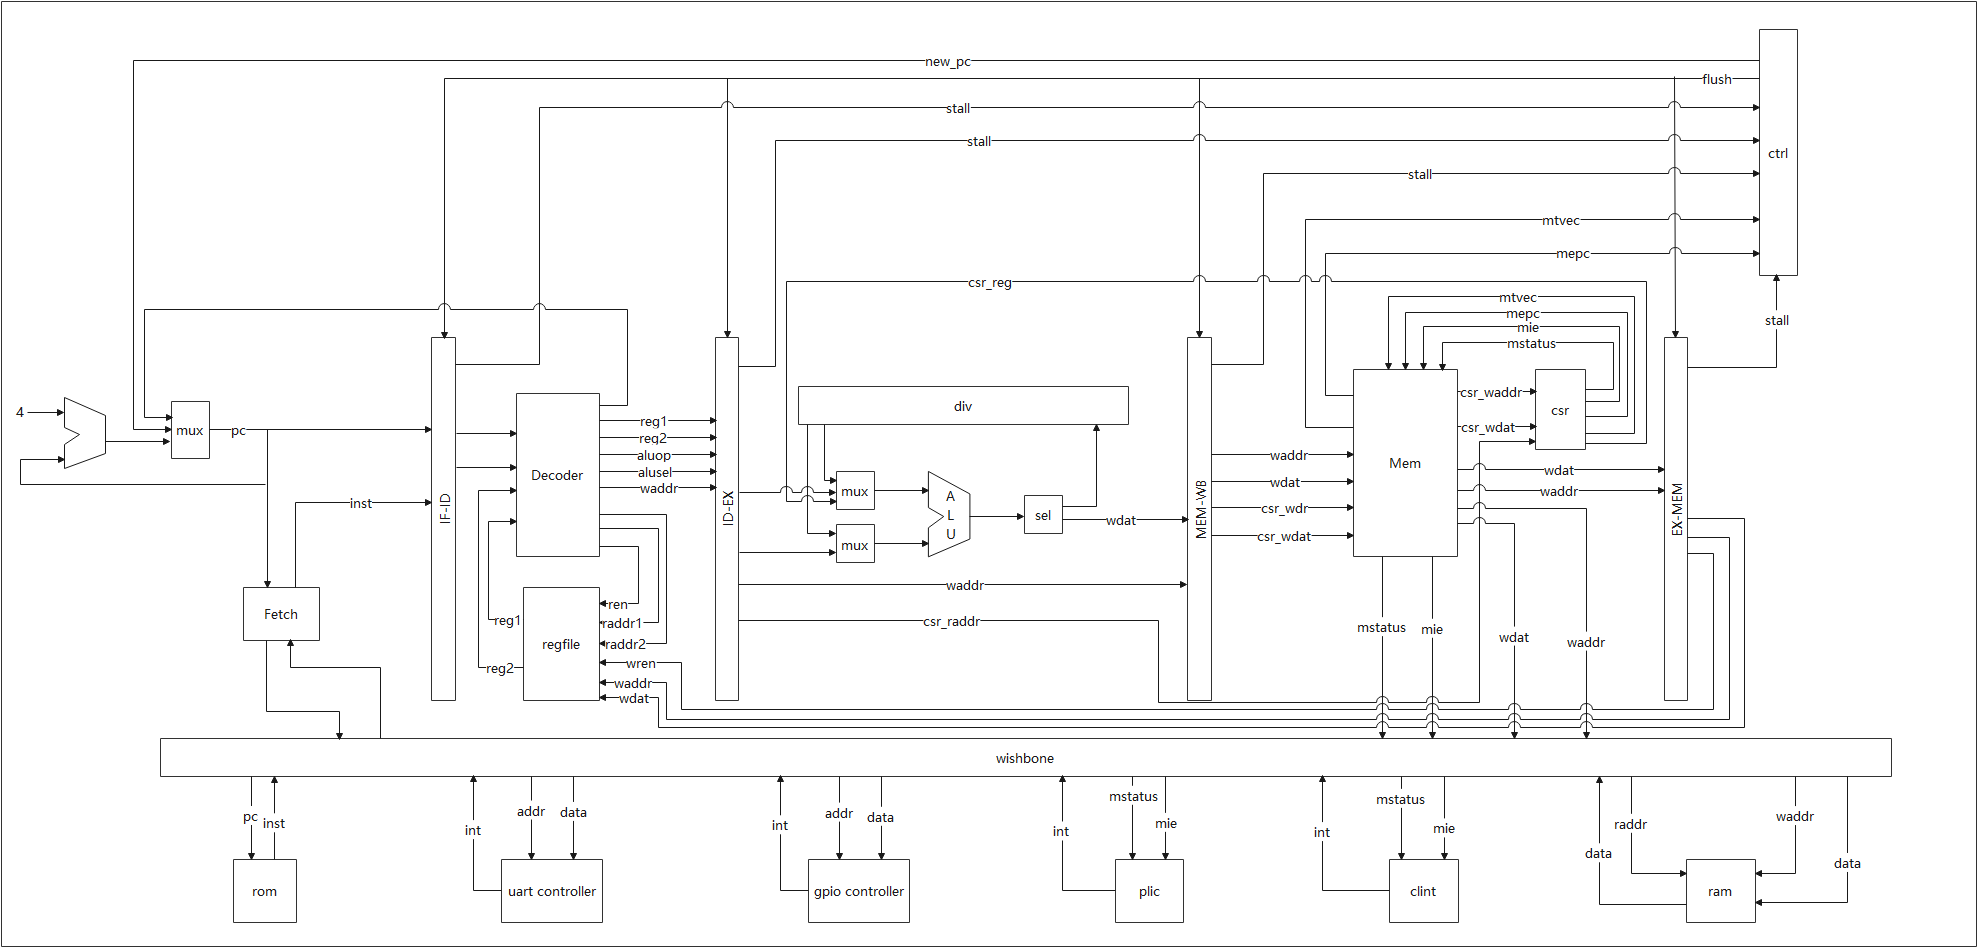 new_pc
flush
stall
stall
ctrl
stall
mtvec
mepc
csr_reg
mtvec
mepc
mie
mstatus
stall
4
mux
pc
IF-ID
Decoder
reg1
reg2
aluop
alusel
waddr
ID-EX
div
mux
mux
A
L
U
sel
wdat
MEM-WB
waddr
wdat
csr_wdr
csr_wdat
Mem
csr_waddr
csr_wdat
csr
wdat
waddr
EX-MEM
inst
Fetch
reg1
reg2
regfile
ren
raddr1
raddr2
wren
waddr
wdat
waddr
csr_raddr
mstatus
mie
wdat
waddr
wishbone
pc
inst
int
addr
data
int
addr
data
int
mstatus
mie
int
mstatus
mie
data
raddr
waddr
data
rom
uart controller
gpio controller
plic
clint
ram